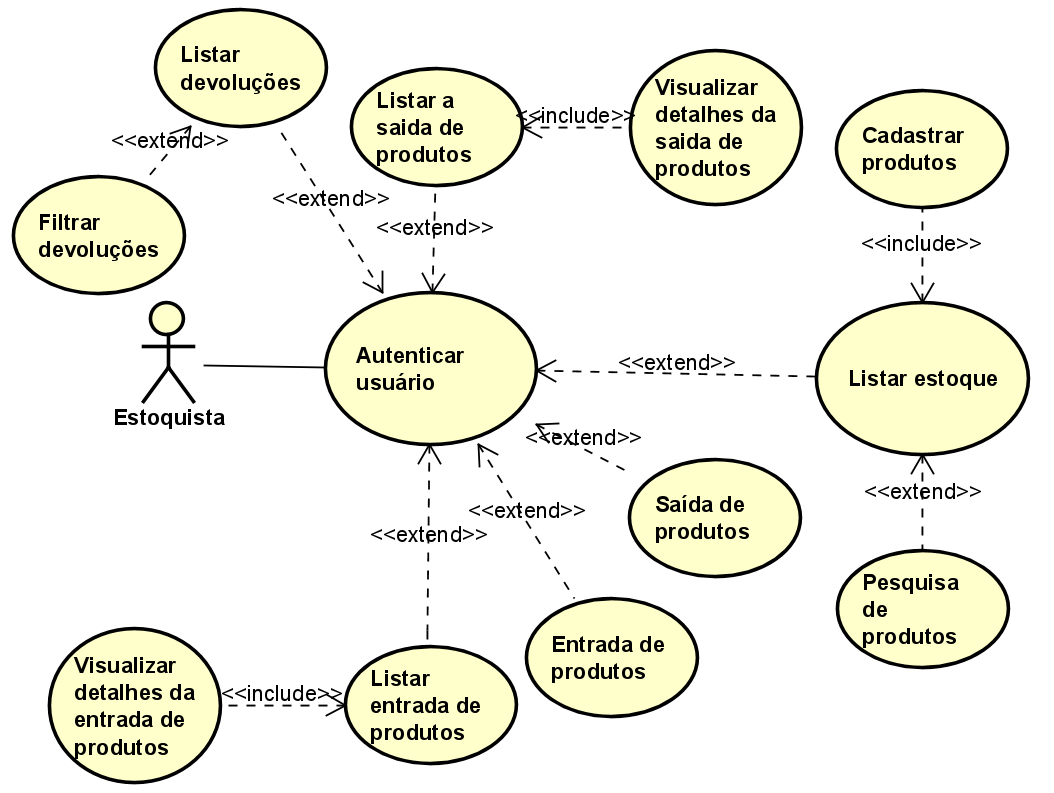 Listar
devoluções
<<extend>>
Filtrar
devoluções
<<extend>>
Listar a
saida de
produtos
<<include>>
Visualizar
detalhes da
saida de
produtos
<<extend>>
Cadastrar
produtos
<<include>>
Estoquista
Autenticar
usuário
<<extend>>
Listar estoque
<<extend>>
Saída de
produtos
<<extend>>
Pesquisa
de
produtos
<<extend>>
Entrada de
produtos
<<extend>>
Listar
entrada de
produtos
<<include>>
Visualizar
detalhes da
entrada de
produtos